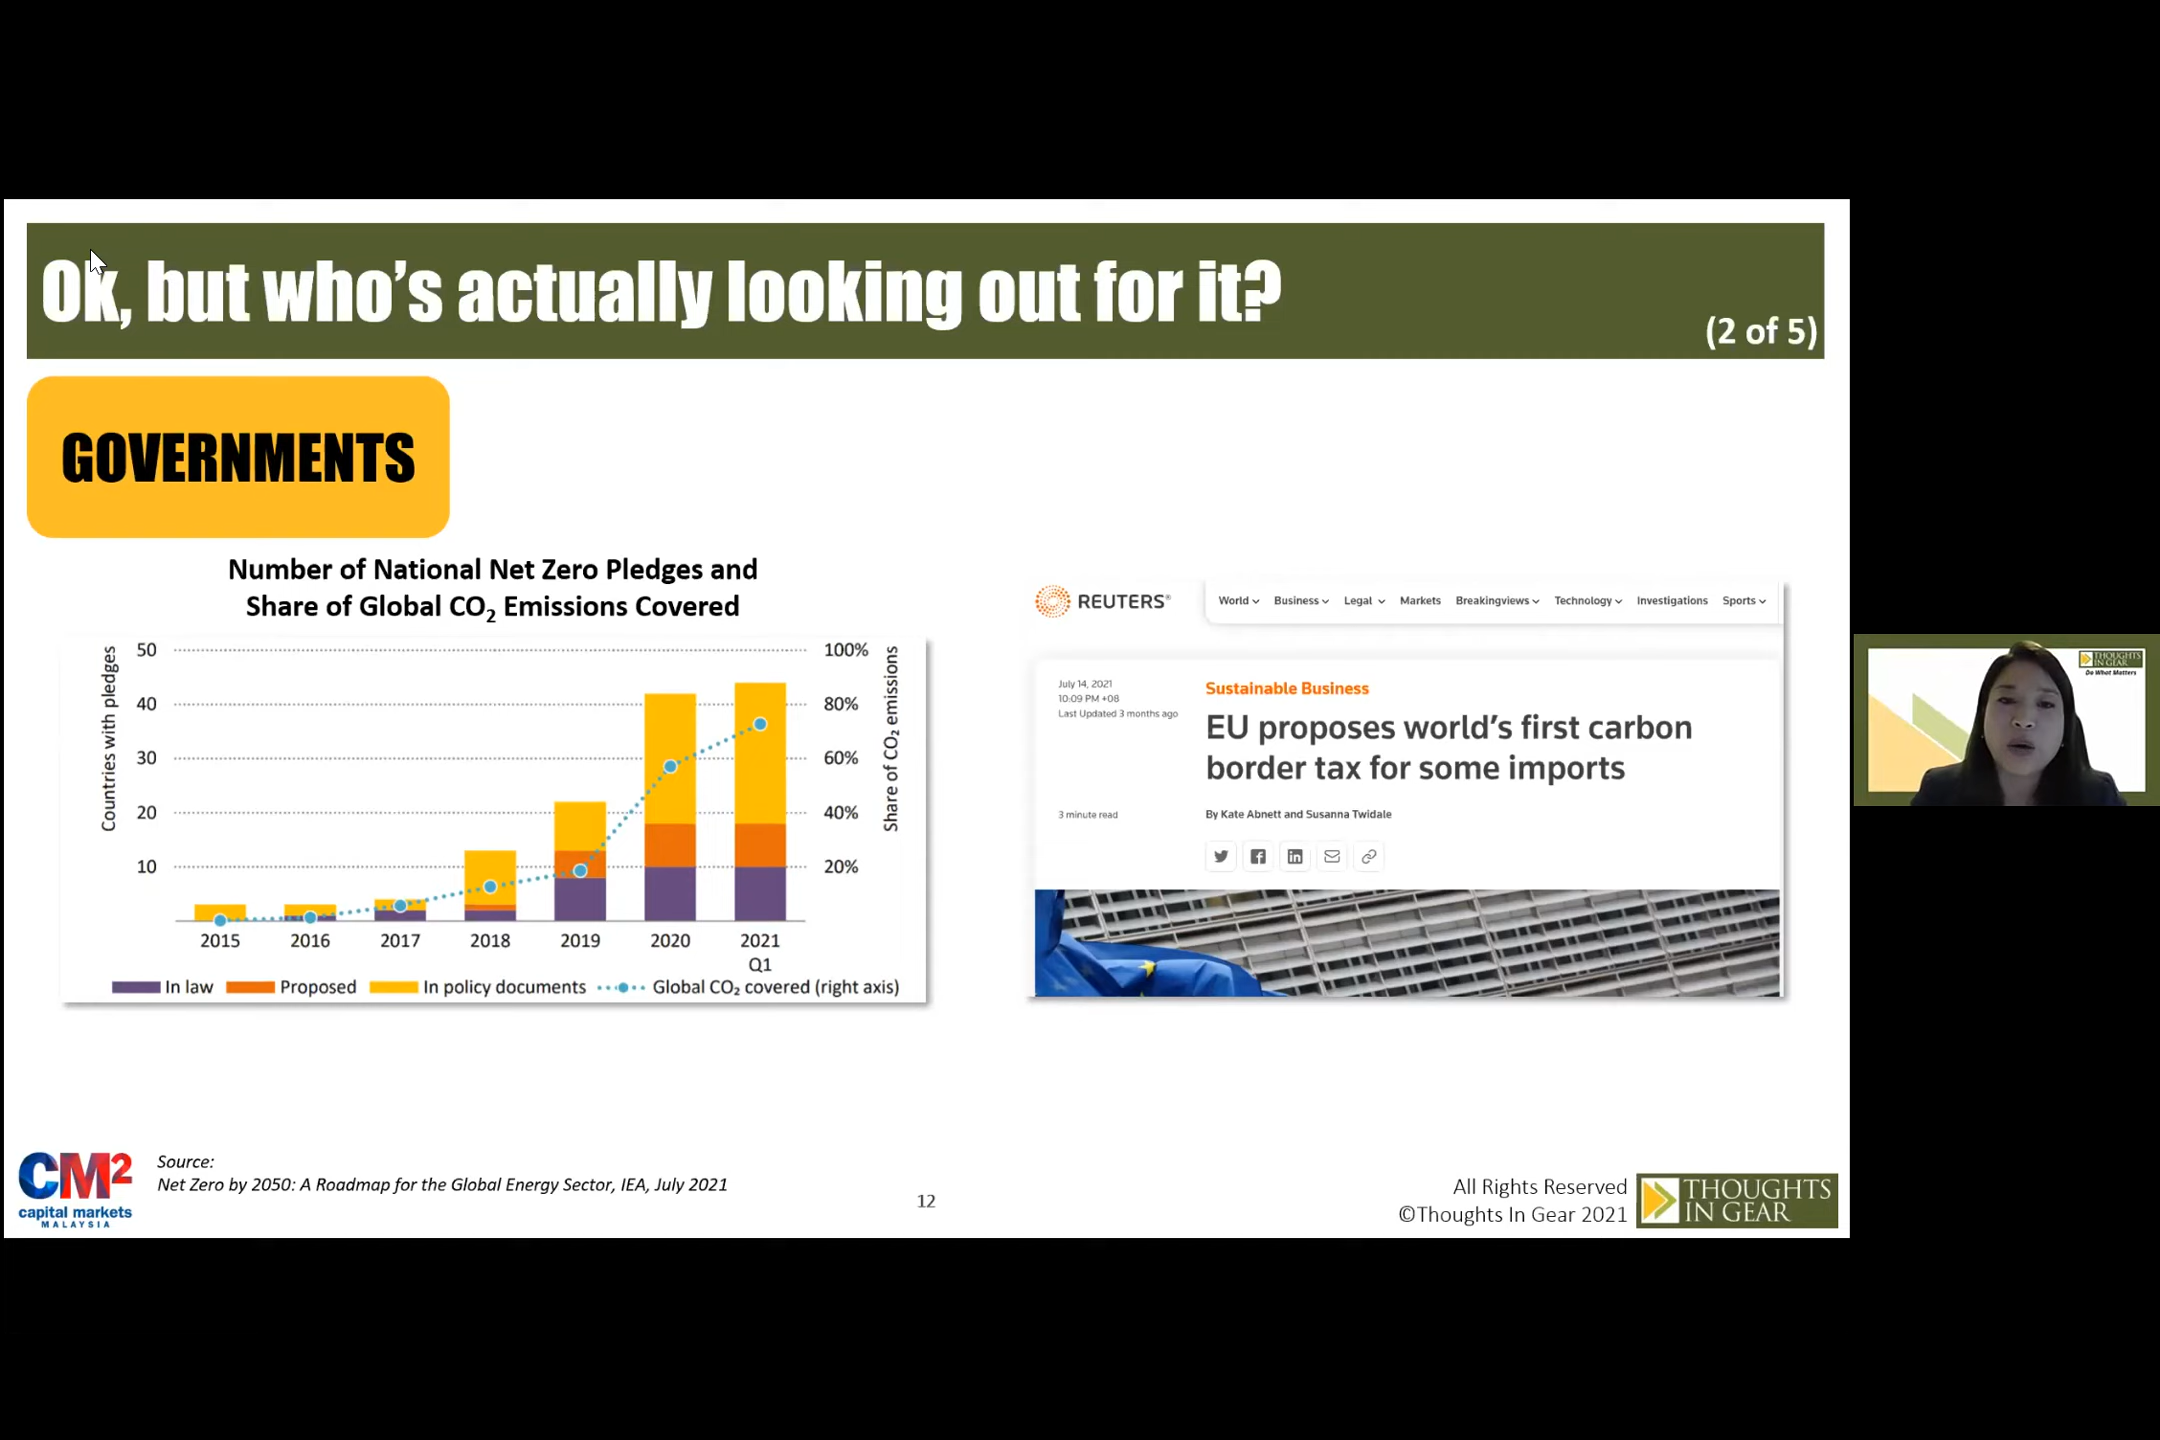 Ok, but who's actually looking out for it?
(2 of 5)
GOVERNMENTS
Number of National Net Zero Pledges and
Share of Global CO₂ Emissions Covered
Countries with pledges
50
40
30
20
10
100%
80%
60%
40%
20%
Share of CO₂ emissions
2015 2016 2017 2018 2019 2020 2021
Q1
In law Proposed In policy documents Global CO₂ covered (right axis)
REUTERS®
World Business Legal Markets Breakingviews Technology Investigations Sports
July 14, 2021
10:09 PM +08
Last Updated 3 months ago
Sustainable Business
EU proposes world's first carbon
border tax for some imports
3 minute read
By Kate Abnett and Susanna Twidale
THOUGHTS
IN GEAR
Do What Matters
CM2
capital markets
MALAYSIA
Source:
Net Zero by 2050: A Roadmap for the Global Energy Sector, IEA, July 2021
12
All Rights Reserved
©Thoughts In Gear 2021
THOUGHTS
IN GEAR